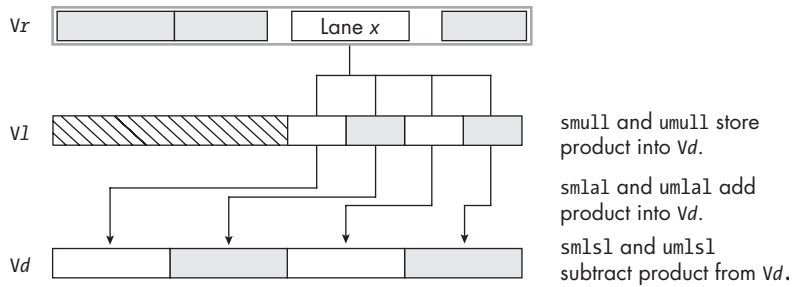 Vr
Lane x
Vl
smull and umull store
product into Vd.
smlal and umlal add
product into Vd.
Vd
smlsl and umlsl
subtract product from Vd.